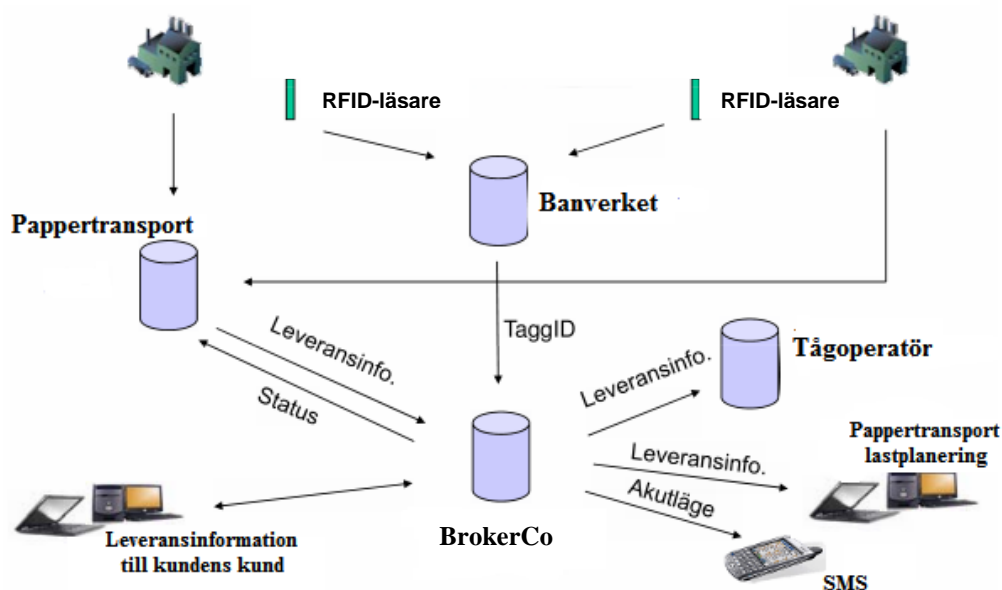 RFID-läsare
RFID-läsare
Banverket
Pappertransport
TaggID
Leveransinfo.
Status
Tågoperatör
Leveransinfo.
Leveransinfo.
Akutläge
Pappertransport
lastplanering
Leveransinformation
till kundens kund
BrokerCo
SMS